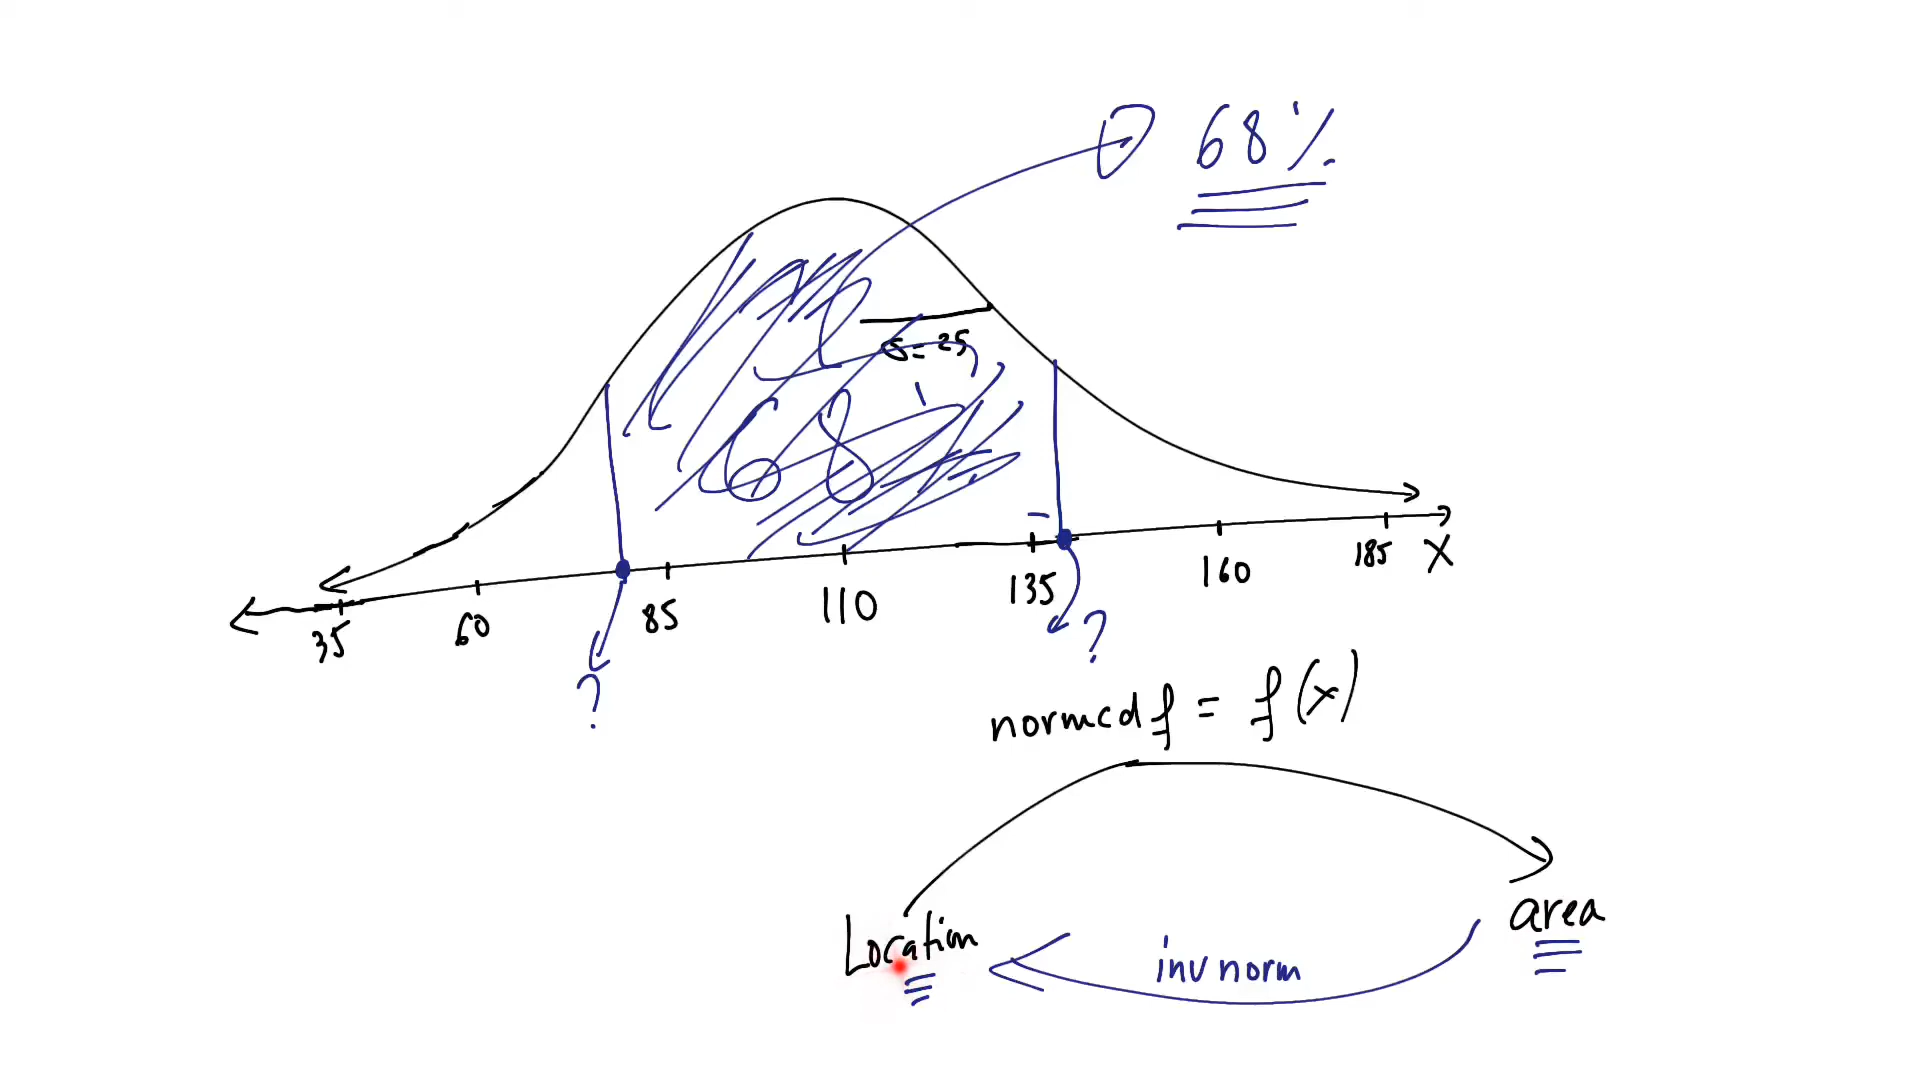 68%
σ = 25
68%
35 60 85 110 135 160 185 X
? ?
normcdf = f(x)
Location area
invnorm